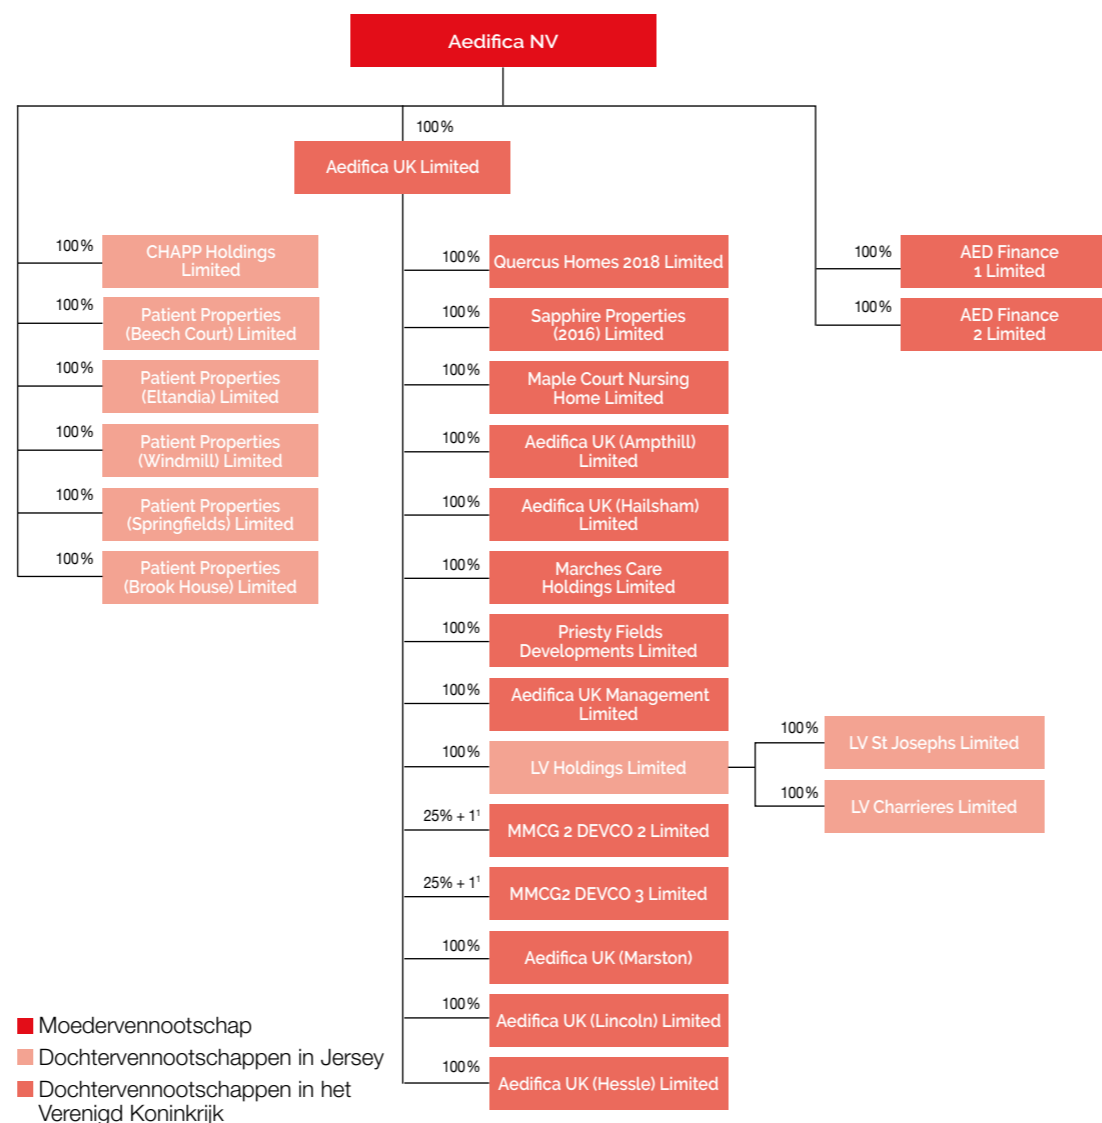 Aedifica NV
100%
Aedifica UK Limited
100%
CHAPP Holdings
Limited
100%
Patient Properties
(Beech Court) Limited
100%
Patient Properties
(Eltandia) Limited
100%
Patient Properties
(Windmill) Limited
100%
Patient Properties
(Springfields) Limited
100%
Patient Properties
(Brook House) Limited
100%
Quercus Homes 2018 Limited
100%
Sapphire Properties
(2016) Limited
100%
Maple Court Nursing
Home Limited
100%
Aedifica UK (Ampthill)
Limited
100%
Aedifica UK (Hailsham)
Limited
100%
Marches Care
Holdings Limited
100%
Priesty Fields
Developments Limited
100%
Aedifica UK Management
Limited
100%
LV Holdings Limited
100%
LV St Josephs Limited
100%
LV Charrieres Limited
25% + 1¹
MMCG 2 DEVCO 2 Limited
25% + 1¹
MMCG2 DEVCO 3 Limited
100%
Aedifica UK (Marston)
100%
Aedifica UK (Lincoln) Limited
100%
Aedifica UK (Hessle) Limited
100%
AED Finance
1 Limited
100%
AED Finance
2 Limited
Moedervennootschap
Dochtervennootschappen in Jersey
Dochtervennootschappen in het
Verenigd Koninkrijk